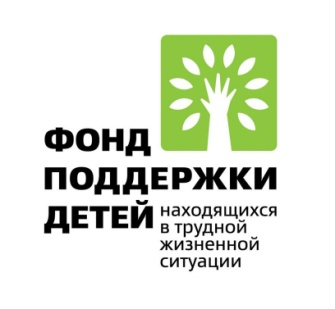 ФОНД
ПОДДЕРЖКИ
ДЕТЕЙ
находящихся
в трудной
жизненной
ситуации